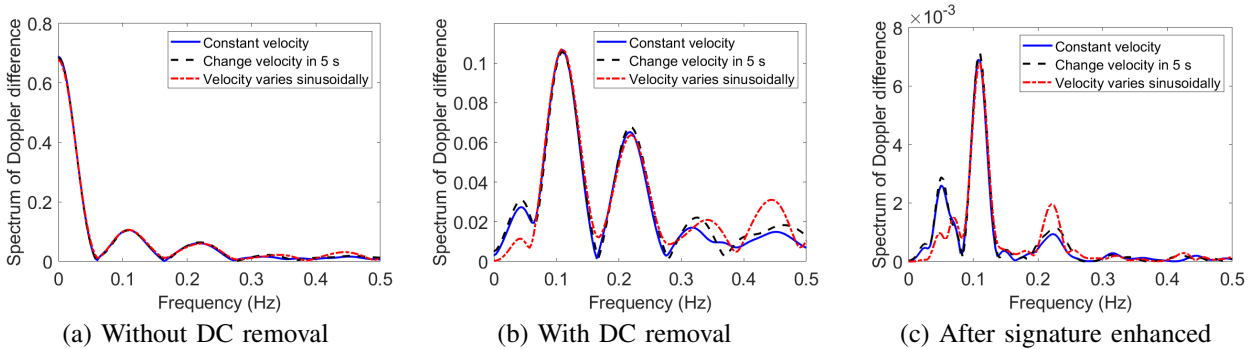 Spectrum of Doppler difference
0.8
0.6
0.4
0.2
0
0
0.1
0.2
0.3
0.4
0.5
Frequency (Hz)
Constant velocity
Change velocity in 5 s
Velocity varies sinusoidally
(a) Without DC removal
Spectrum of Doppler difference
0.1
0.08
0.06
0.04
0.02
0
0
0.1
0.2
0.3
0.4
0.5
Frequency (Hz)
Constant velocity
Change velocity in 5 s
Velocity varies sinusoidally
(b) With DC removal
Spectrum of Doppler difference
8 ×10⁻³
6
4
2
0
0
0.1
0.2
0.3
0.4
0.5
Frequency (Hz)
Constant velocity
Change velocity in 5 s
Velocity varies sinusoidally
(c) After signature enhanced